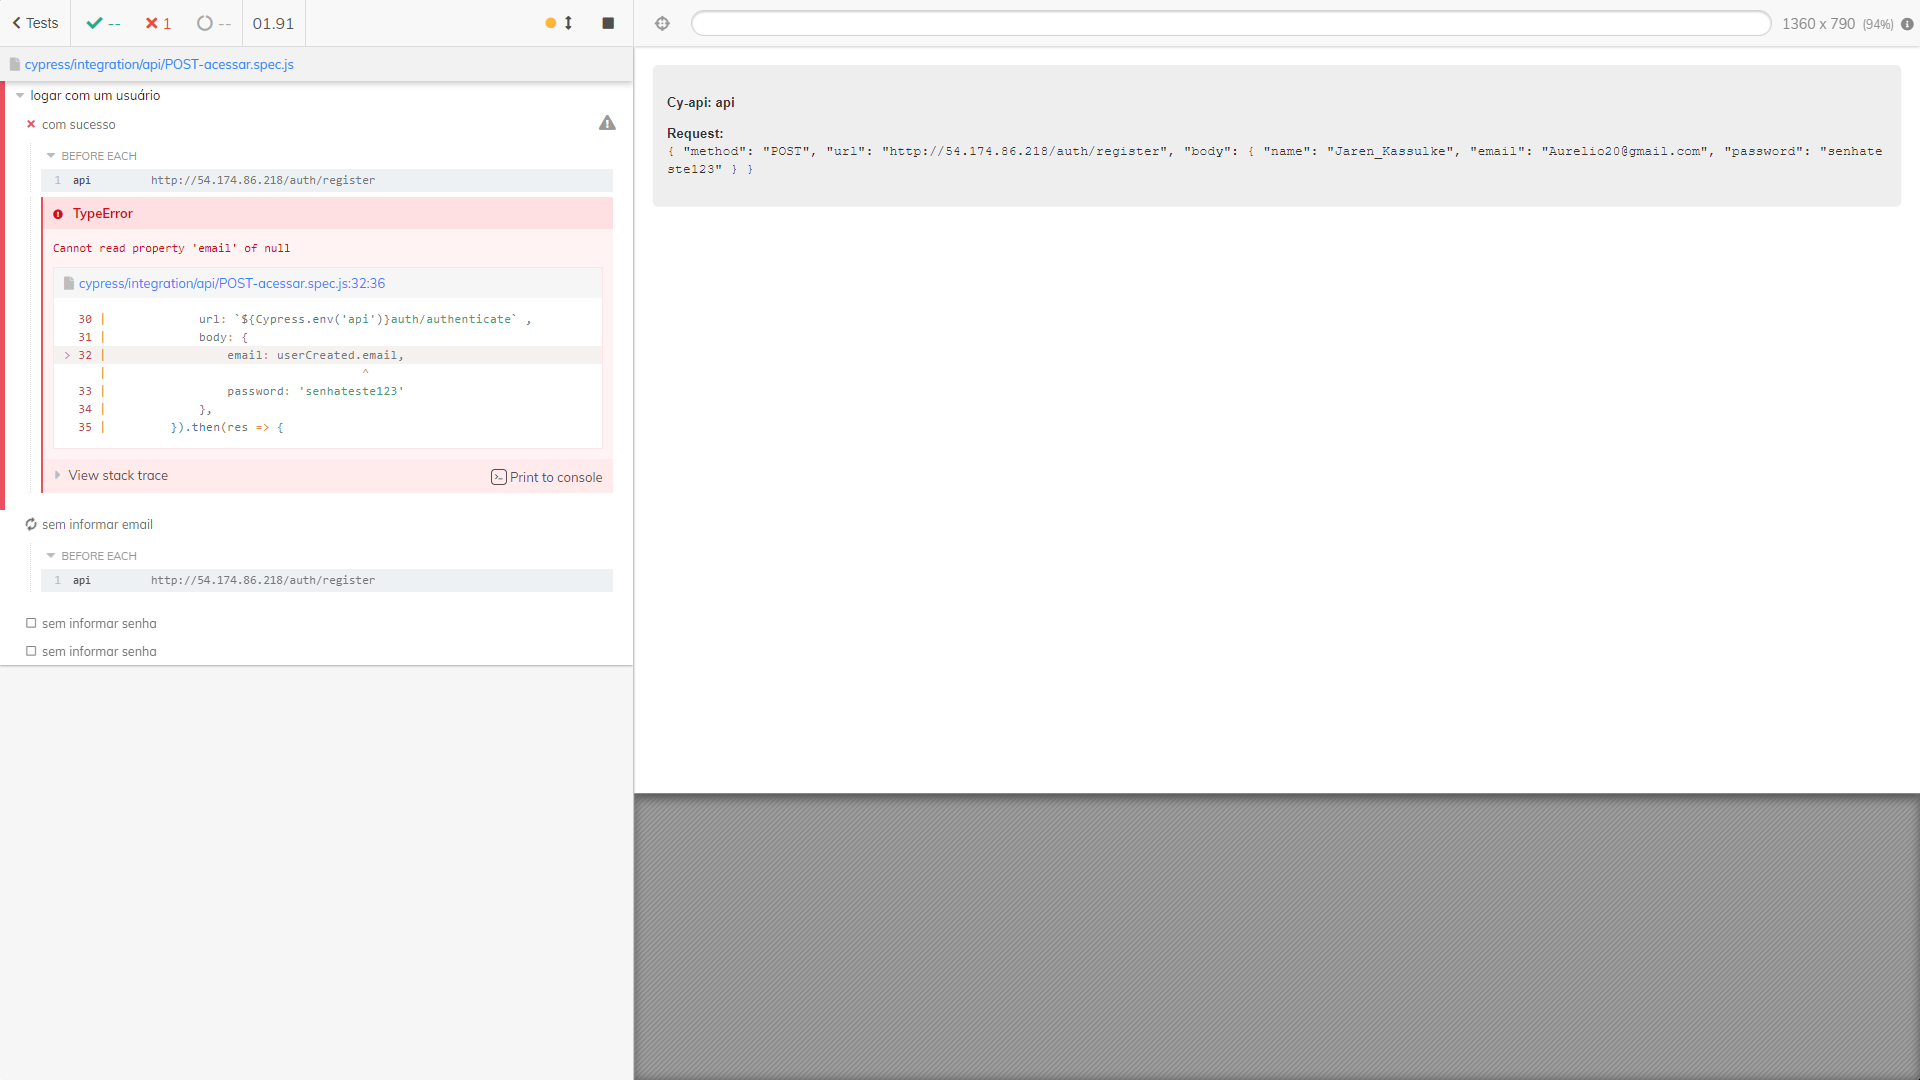 Tests
--
1
--
01.91
1360 x 790 (94%)
cypress/integration/api/POST-acessar.spec.js
logar com um usuário
com sucesso
BEFORE EACH
1 api http://54.174.86.218/auth/register
TypeError
Cannot read property 'email' of null
cypress/integration/api/POST-acessar.spec.js:32:36
30 | url: `${Cypress.env('api')}auth/authenticate` ,
31 | body: {
> 32 | email: userCreated.email,
| ^
33 | password: 'senhateste123'
34 | },
35 | }).then(res => {
View stack trace
Print to console
sem informar email
BEFORE EACH
1 api http://54.174.86.218/auth/register
sem informar senha
sem informar senha
Cy-api: api
Request:
{ "method": "POST", "url": "http://54.174.86.218/auth/register", "body": { "name": "Jaren_Kassulke", "email": "Aurelio20@gmail.com", "password": "senhate
ste123" } }